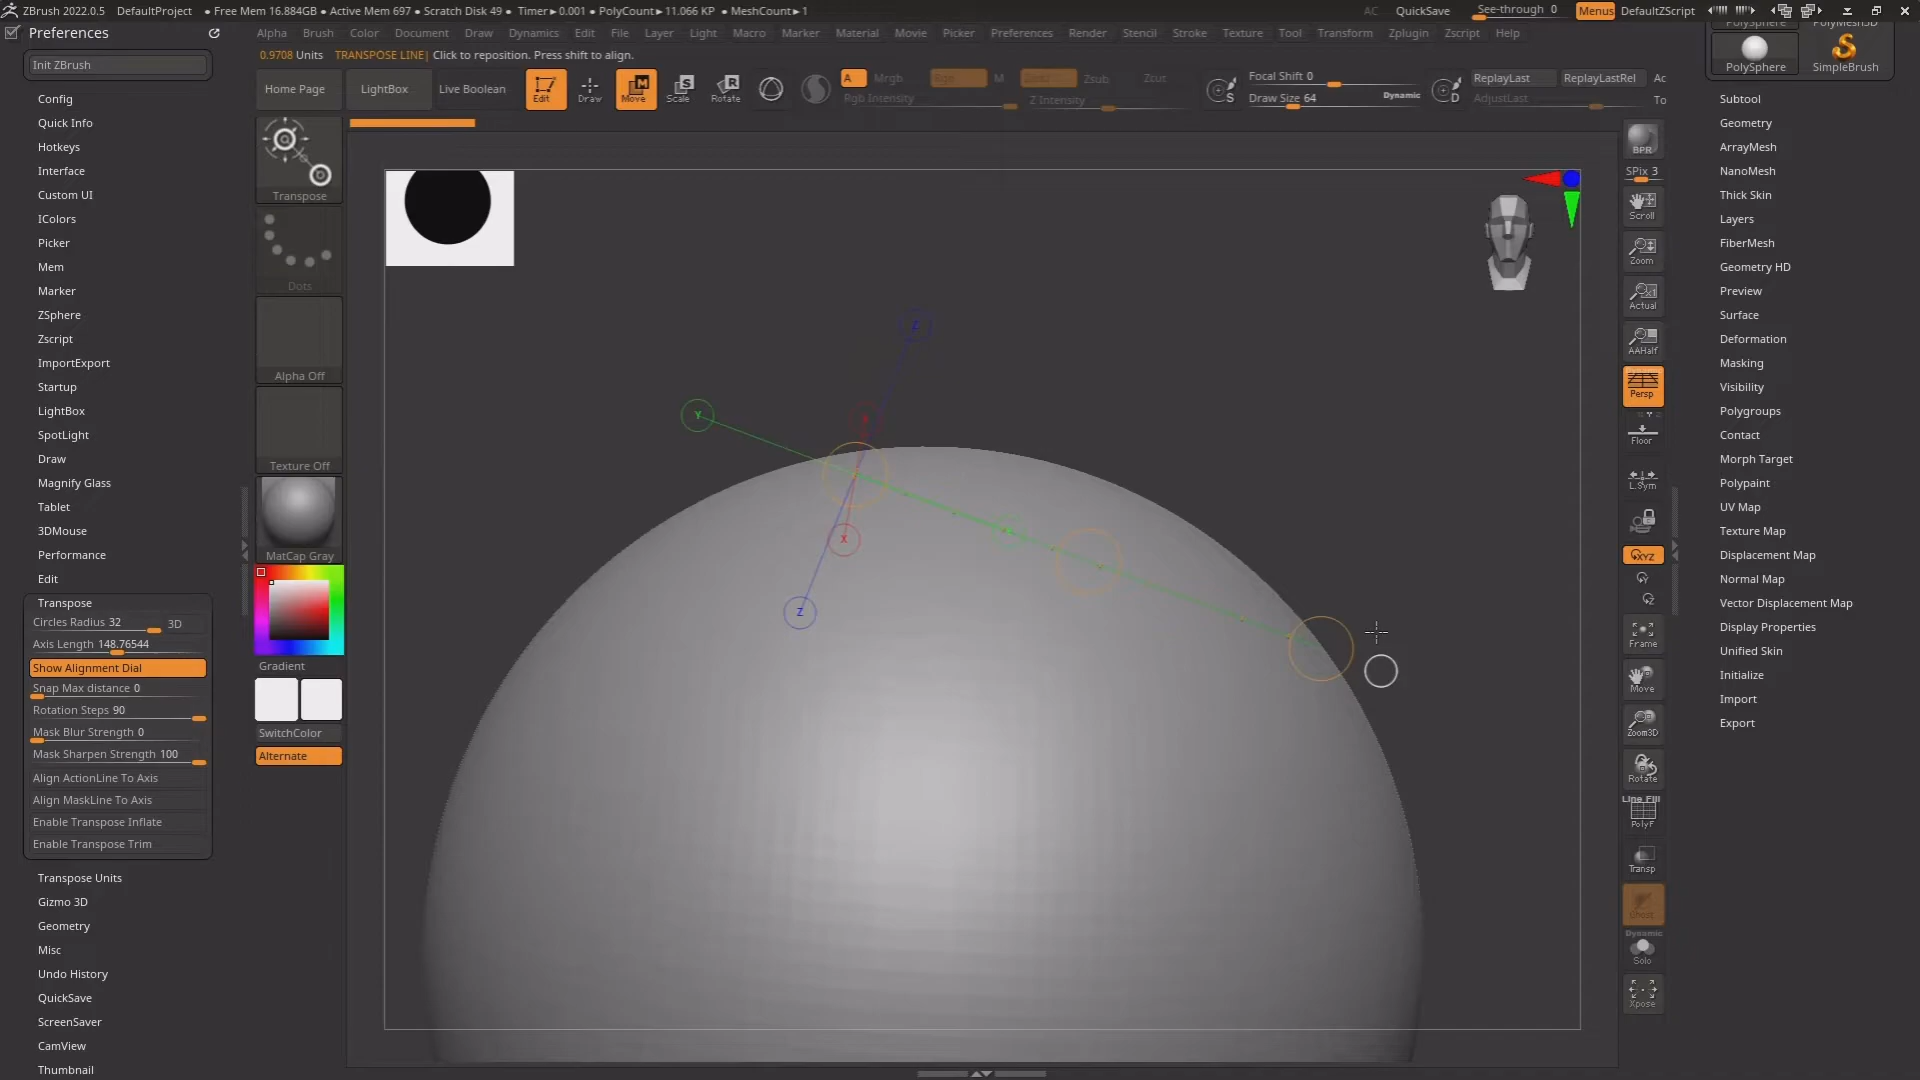 ZBrush 2022.0.5 DefaultProject • Free Mem 16.884GB • Active Mem 697 • Scratch Disk 49 • Timer▸0.001 • PolyCount▸11.066 KP • MeshCount▸1 AC QuickSave See-through 0 Menus DefaultZScript
Preferences
Alpha Brush Color Document Draw Dynamics Edit File Layer Light Macro Marker Material Movie Picker Preferences Render Stencil Stroke Texture Tool Transform Zplugin Zscript Help
0.9708 Units TRANSPOSE LINE| Click to reposition. Press shift to align.
Init ZBrush
Home Page LightBox Live Boolean Edit Draw Move Scale Rotate
A Mrgb Rgb M Zadd Zsub Zcut
Rgb Intensity Z Intensity
Focal Shift 0
Draw Size 64 Dynamic
S
D
ReplayLast ReplayLastRel Ac
AdjustLast To
PolySphere PolyMesh3D
PolySphere SimpleBrush
Config
Quick Info
Hotkeys
Interface
Custom UI
IColors
Picker
Mem
Marker
ZSphere
Zscript
ImportExport
Startup
LightBox
SpotLight
Draw
Magnify Glass
Tablet
3DMouse
Performance
Edit
Transpose
Circles Radius 32 3D
Axis Length 148.76544
Show Alignment Dial
Snap Max distance 0
Rotation Steps 90
Mask Blur Strength 0
Mask Sharpen Strength 100
Align ActionLine To Axis
Align MaskLine To Axis
Enable Transpose Inflate
Enable Transpose Trim
Transpose Units
Gizmo 3D
Geometry
Misc
Undo History
QuickSave
ScreenSaver
CamView
Thumbnail
Transpose
Dots
Alpha Off
Texture Off
MatCap Gray
Gradient
SwitchColor
Alternate
Z
Y
X
Z
BPR
SPix 3
Scroll
Zoom
Actual
AAHalf
Persp
Floor
L.Sym
XYZ
Y
Z
Frame
Move
Zoom3D
Rotate
Line Fill
PolyF
Transp
Ghost
Dynamic
Solo
Xpose
Subtool
Geometry
ArrayMesh
NanoMesh
Thick Skin
Layers
FiberMesh
Geometry HD
Preview
Surface
Deformation
Masking
Visibility
Polygroups
Contact
Morph Target
Polypaint
UV Map
Texture Map
Displacement Map
Normal Map
Vector Displacement Map
Display Properties
Unified Skin
Initialize
Import
Export